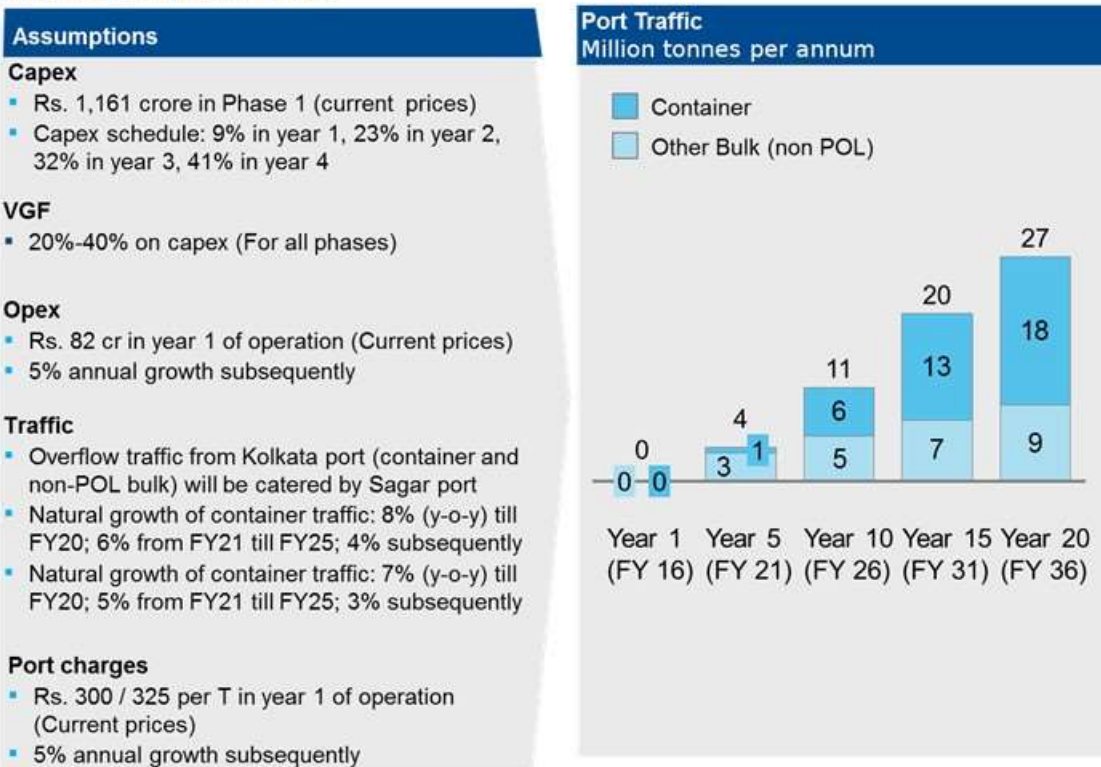 Assumptions
Capex
▪ Rs. 1,161 crore in Phase 1 (current prices)
▪ Capex schedule: 9% in year 1, 23% in year 2,
32% in year 3, 41% in year 4
VGF
▪ 20%-40% on capex (For all phases)
Opex
▪ Rs. 82 cr in year 1 of operation (Current prices)
▪ 5% annual growth subsequently
Traffic
▪ Overflow traffic from Kolkata port (container and
non-POL bulk) will be catered by Sagar port
▪ Natural growth of container traffic: 8% (y-o-y) till
FY20; 6% from FY21 till FY25; 4% subsequently
▪ Natural growth of container traffic: 7% (y-o-y) till
FY20; 5% from FY21 till FY25; 3% subsequently
Port charges
▪ Rs. 300 / 325 per T in year 1 of operation
(Current prices)
▪ 5% annual growth subsequently
Port Traffic
Million tonnes per annum
Container
Other Bulk (non POL)
27
20
18
11
13
4
6
0
1
0 0
3
5
7
9
Year 1 Year 5 Year 10 Year 15 Year 20
(FY 16) (FY 21) (FY 26) (FY 31) (FY 36)